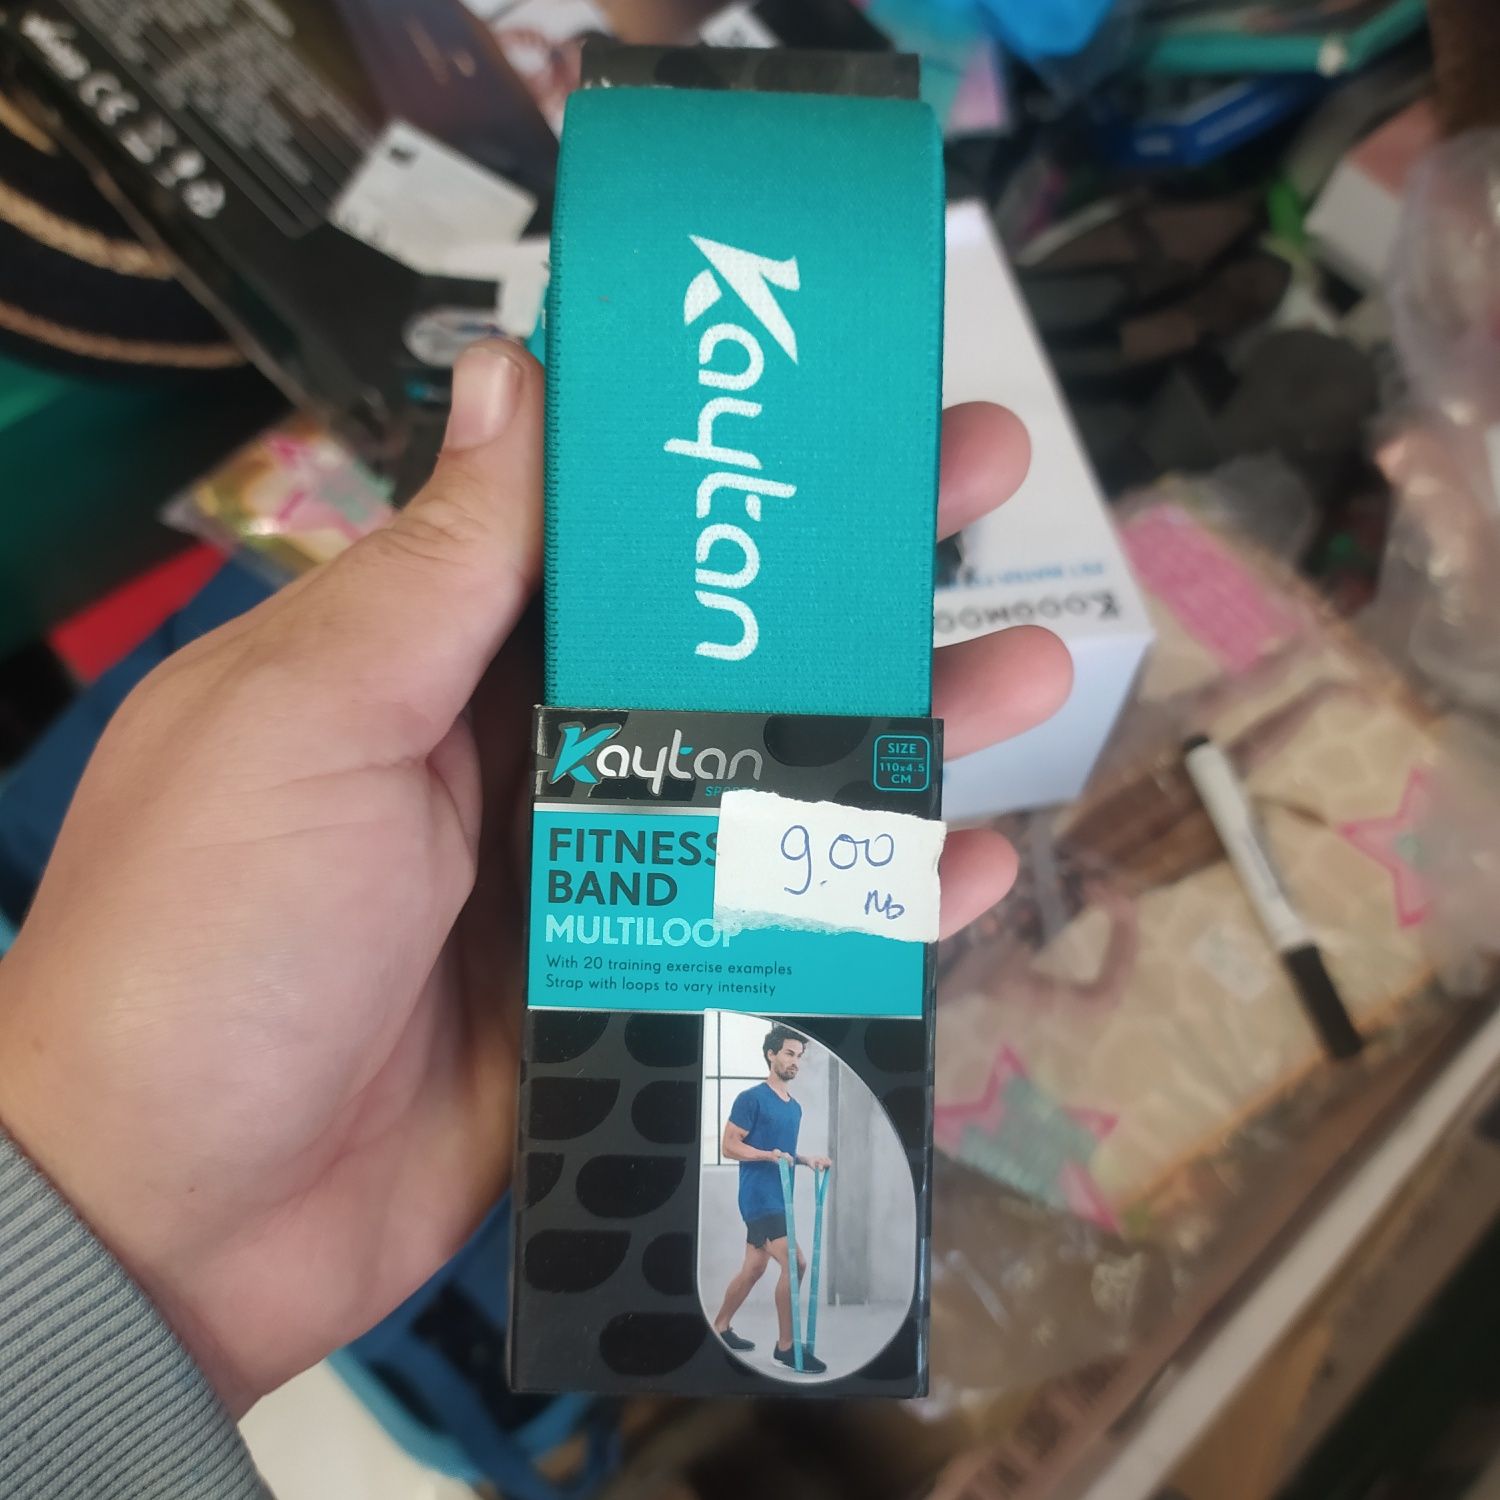 Kaytan
Kaytan
SIZE
110x4.5
CM
FITNESS
BAND
MULTILOOP
9.00
With 20 training exercise examples
Strap with loops to vary intensity